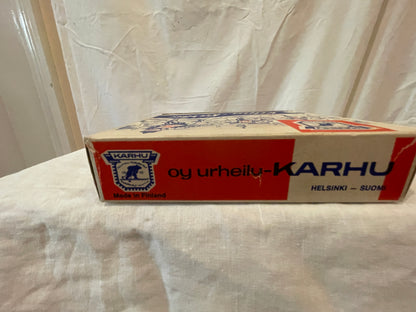 KARHU
Made in Finland
oy urheilu-KARHU
HELSINKI – SUOMI